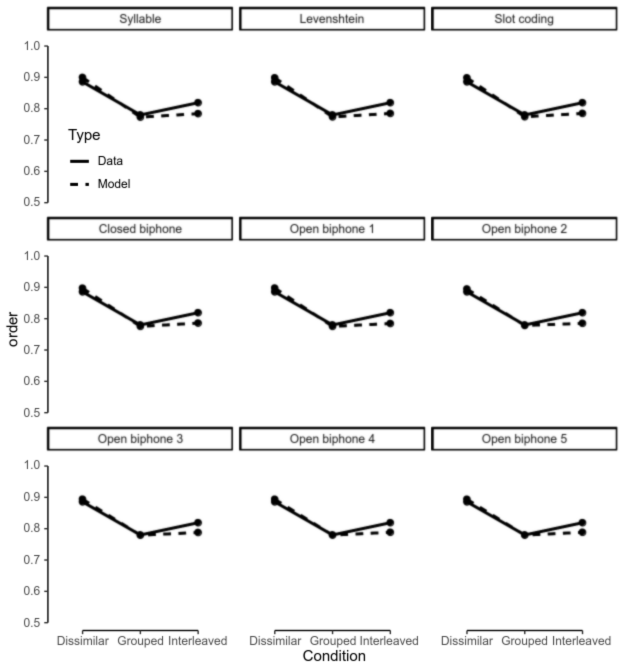 Syllable Levenshtein Slot coding
1.0
0.9
0.8
0.7
0.6
0.5
Type
Data
Model
Closed biphone Open biphone 1 Open biphone 2
1.0
0.9
0.8
0.7
0.6
0.5
order
Open biphone 3 Open biphone 4 Open biphone 5
1.0
0.9
0.8
0.7
0.6
0.5
Dissimilar Grouped Interleaved Dissimilar Grouped Interleaved Dissimilar Grouped Interleaved
Condition